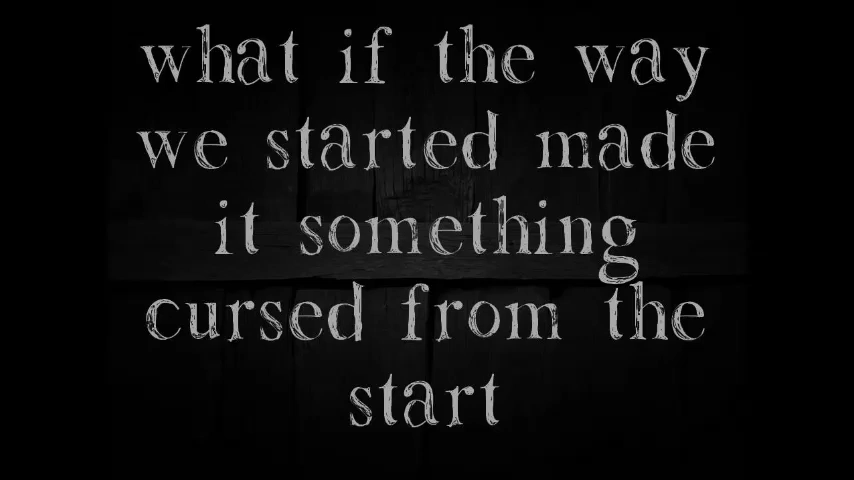 what if the way
we started made
it something
cursed from the
start